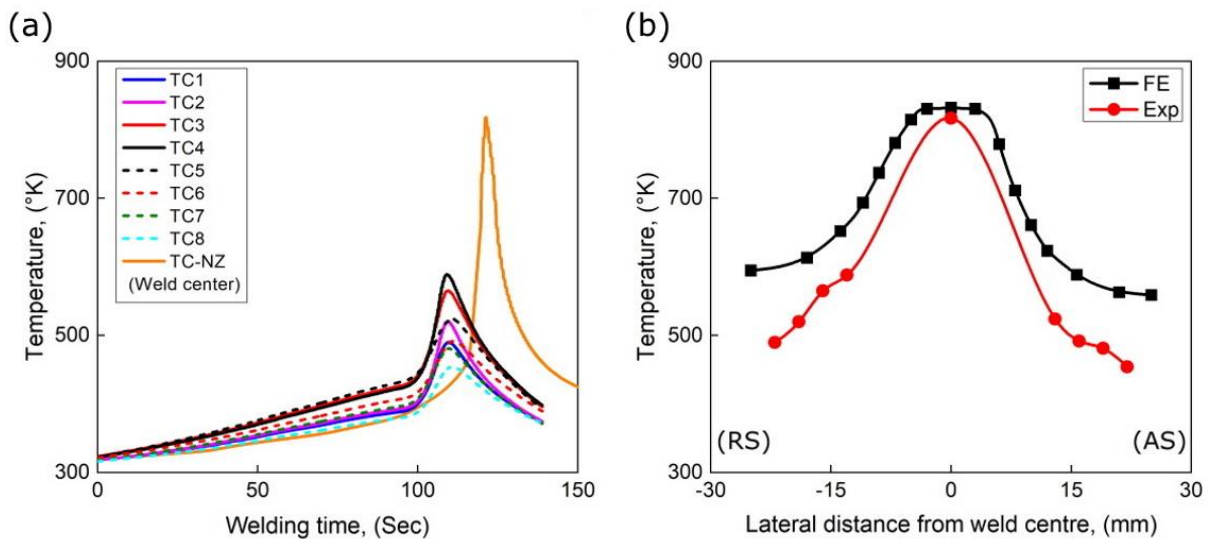 (a)
900
700
500
300
Temperature, (°K)
TC1
TC2
TC3
TC4
TC5
TC6
TC7
TC8
TC-NZ
(Weld center)
0
50
100
150
Welding time, (Sec)
(b)
900
700
500
300
Temperature, (°K)
FE
Exp
(RS)
(AS)
-30
-15
0
15
30
Lateral distance from weld centre, (mm)